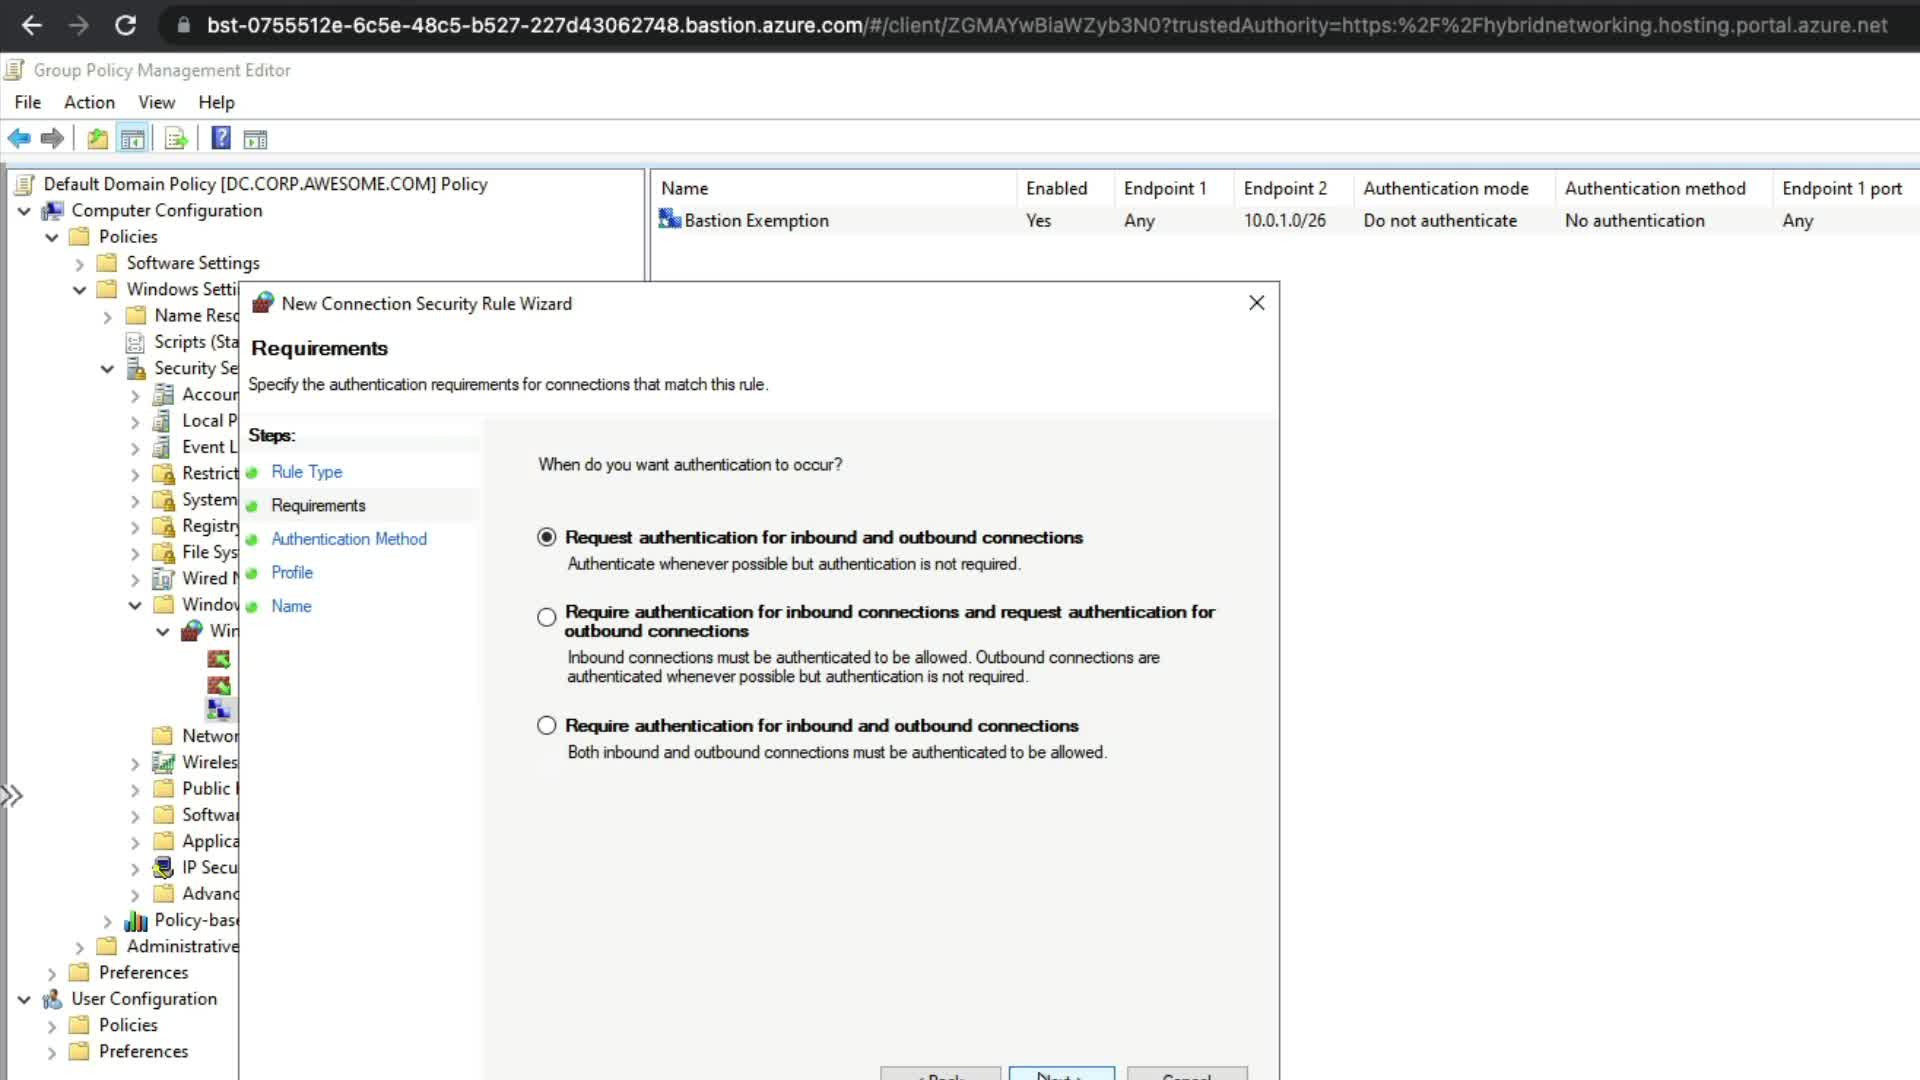 bst-0755512e-6c5e-48c5-b527-227d43062748.bastion.azure.com/#/client/ZGMAYwBiaWZyb3N0?trustedAuthority=https:%2F%2Fhybridnetworking.hosting.portal.azure.net
Group Policy Management Editor
File Action View Help
Default Domain Policy [DC.CORP.AWESOME.COM] Policy
Computer Configuration
Policies
Software Settings
Windows Setti
Name Reso
Scripts (Sta
Security Se
Accour
Local P
Event L
Restrict
System
Registry
File Sys
Wired N
Window
Win
Networ
Wireles
Public
Softwar
Applica
IP Secu
Advanc
Policy-base
Administrative
Preferences
User Configuration
Policies
Preferences
Name Enabled Endpoint 1 Endpoint 2 Authentication mode Authentication method Endpoint 1 port
Bastion Exemption Yes Any 10.0.1.0/26 Do not authenticate No authentication Any
New Connection Security Rule Wizard
Requirements
Specify the authentication requirements for connections that match this rule.
Steps:
Rule Type
Requirements
Authentication Method
Profile
Name
When do you want authentication to occur?
Request authentication for inbound and outbound connections
Authenticate whenever possible but authentication is not required.
Require authentication for inbound connections and request authentication for
outbound connections
Inbound connections must be authenticated to be allowed. Outbound connections are
authenticated whenever possible but authentication is not required.
Require authentication for inbound and outbound connections
Both inbound and outbound connections must be authenticated to be allowed.
< Back Next > Cancel